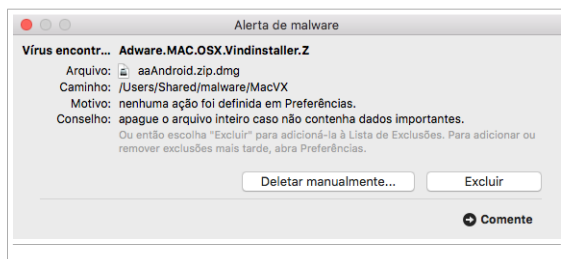 Alerta de malware
Vírus encontr... Adware.MAC.OSX.Vindinstaller.Z
Arquivo: aaAndroid.zip.dmg
Caminho: /Users/Shared/malware/MacVX
Motivo: nenhuma ação foi definida em Preferências.
Conselho: apague o arquivo inteiro caso não contenha dados importantes.
Ou então escolha "Excluir" para adicioná-la à Lista de Exclusões. Para adicionar ou
remover exclusões mais tarde, abra Preferências.
Deletar manualmente... Excluir
Comente